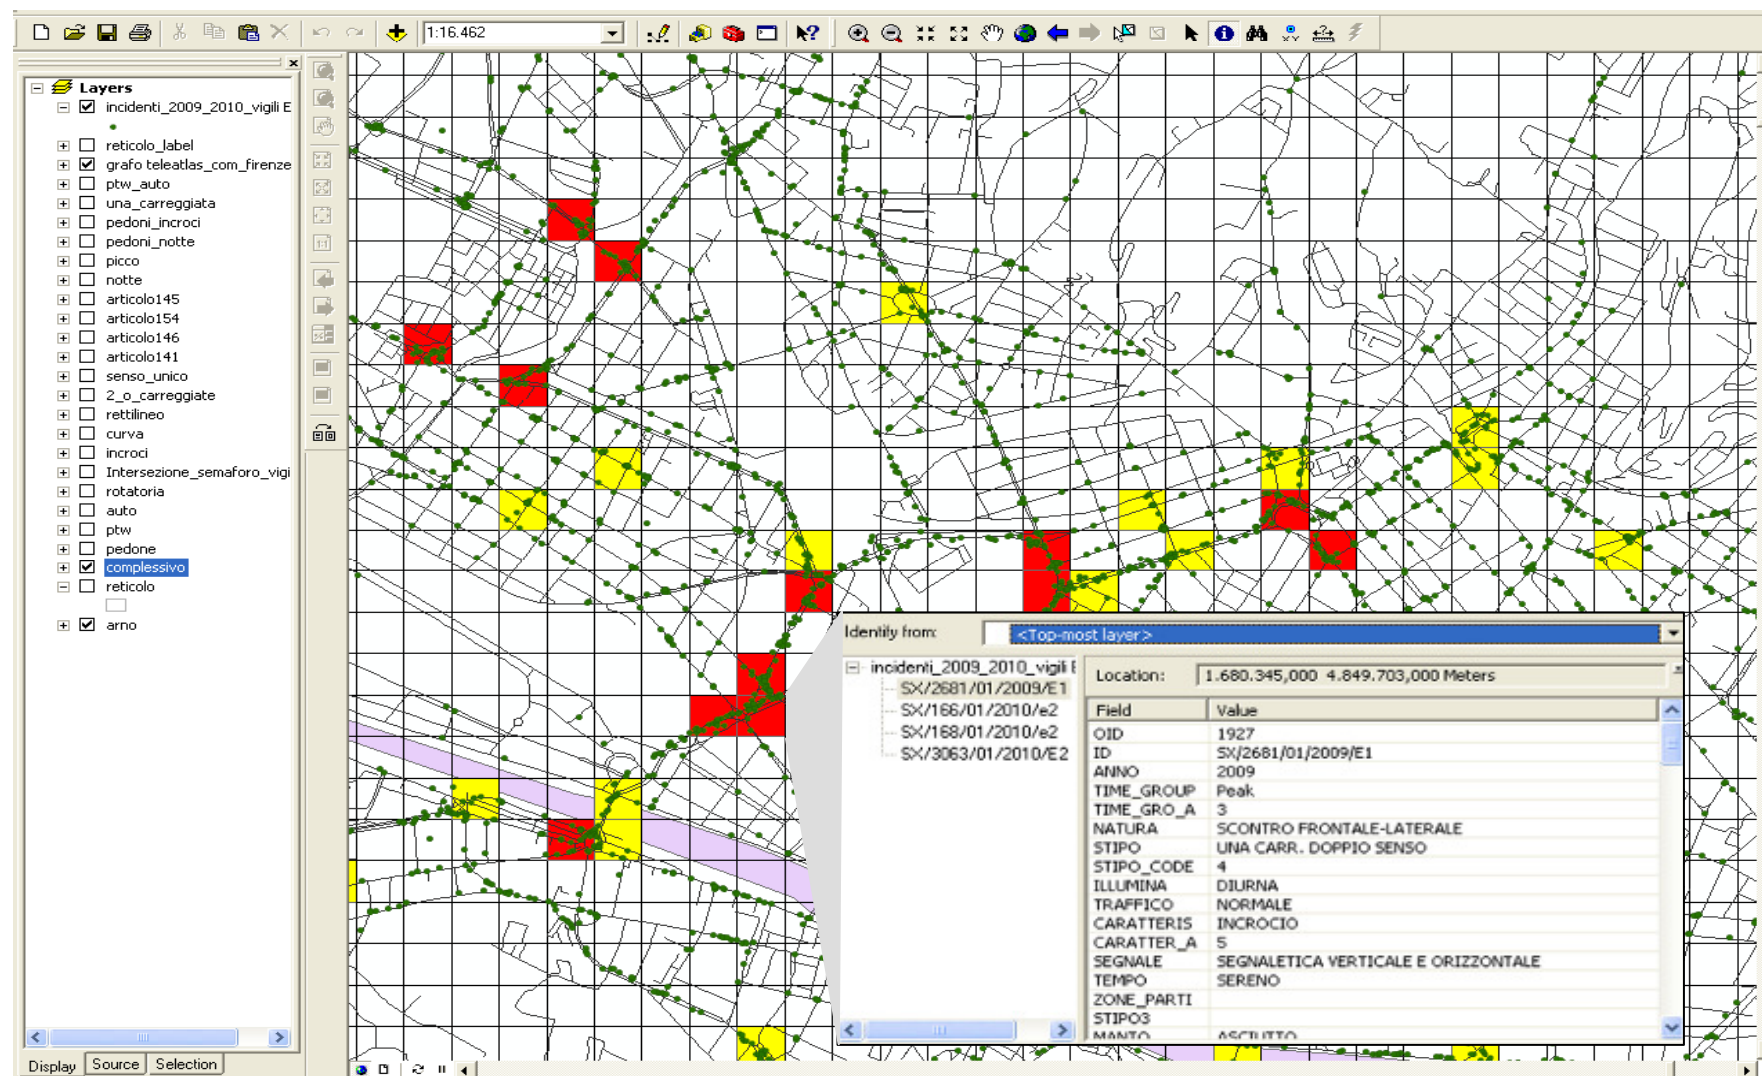 1:16.462
Layers
incidenti_2009_2010_vigili E
reticolo_label
grafo teleatlas_com_firenze
ptw_auto
una_carreggiata
pedoni_incroci
pedoni_notte
picco
notte
articolo145
articolo154
articolo146
articolo141
senso_unico
2_o_carreggiate
rettilineo
curva
incroci
Intersezione_semaforo_vigi
rotatoria
auto
ptw
pedone
complessivo
reticolo
arno
Display Source Selection
1:1
Identify from: <Top-most layer>
incidenti_2009_2010_vigili E
SX/2681/01/2009/E1
SX/166/01/2010/e2
SX/168/01/2010/e2
SX/3063/01/2010/E2
Location: 1.680.345,000 4.849.703,000 Meters
Field Value
OID 1927
ID SX/2681/01/2009/E1
ANNO 2009
TIME_GROUP Peak
TIME_GRO_A 3
NATURA SCONTRO FRONTALE-LATERALE
STIPO UNA CARR. DOPPIO SENSO
STIPO_CODE 4
ILLUMINA DIURNA
TRAFFICO NORMALE
CARATTERIS INCROCIO
CARATTER_A 5
SEGNALE SEGNALETICA VERTICALE E ORIZZONTALE
TEMPO SERENO
ZONE_PARTI
STIPO3
MANTO ASCIUTTO